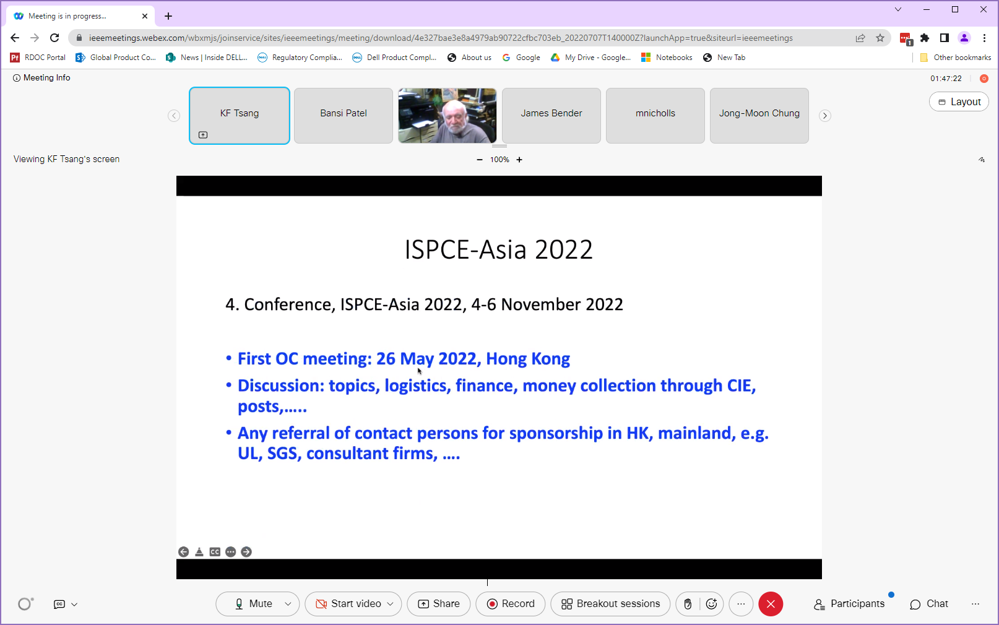 Meeting is in progress...
ieeemeetings.webex.com/wbxmjs/joinservice/sites/ieeemeetings/meeting/download/4e327bae3e8a4979ab90722cfbc703eb_20220707T140000Z?launchApp=true&siteurl=ieeemeetings
1
Pf RDOC Portal Global Product Co... News | Inside DELL... Regulatory Complia... Dell Product Compl... About us Google My Drive - Google... Notebooks New Tab Other bookmarks
Meeting Info 01:47:22
Layout
KF Tsang Bansi Patel James Bender mnicholls Jong-Moon Chung
Viewing KF Tsang's screen 100%
ISPCE-Asia 2022
4. Conference, ISPCE-Asia 2022, 4-6 November 2022
• First OC meeting: 26 May 2022, Hong Kong
• Discussion: topics, logistics, finance, money collection through CIE,
posts,.....
• Any referral of contact persons for sponsorship in HK, mainland, e.g.
UL, SGS, consultant firms, ....
CC
CC Mute Start video Share Record Breakout sessions Participants Chat